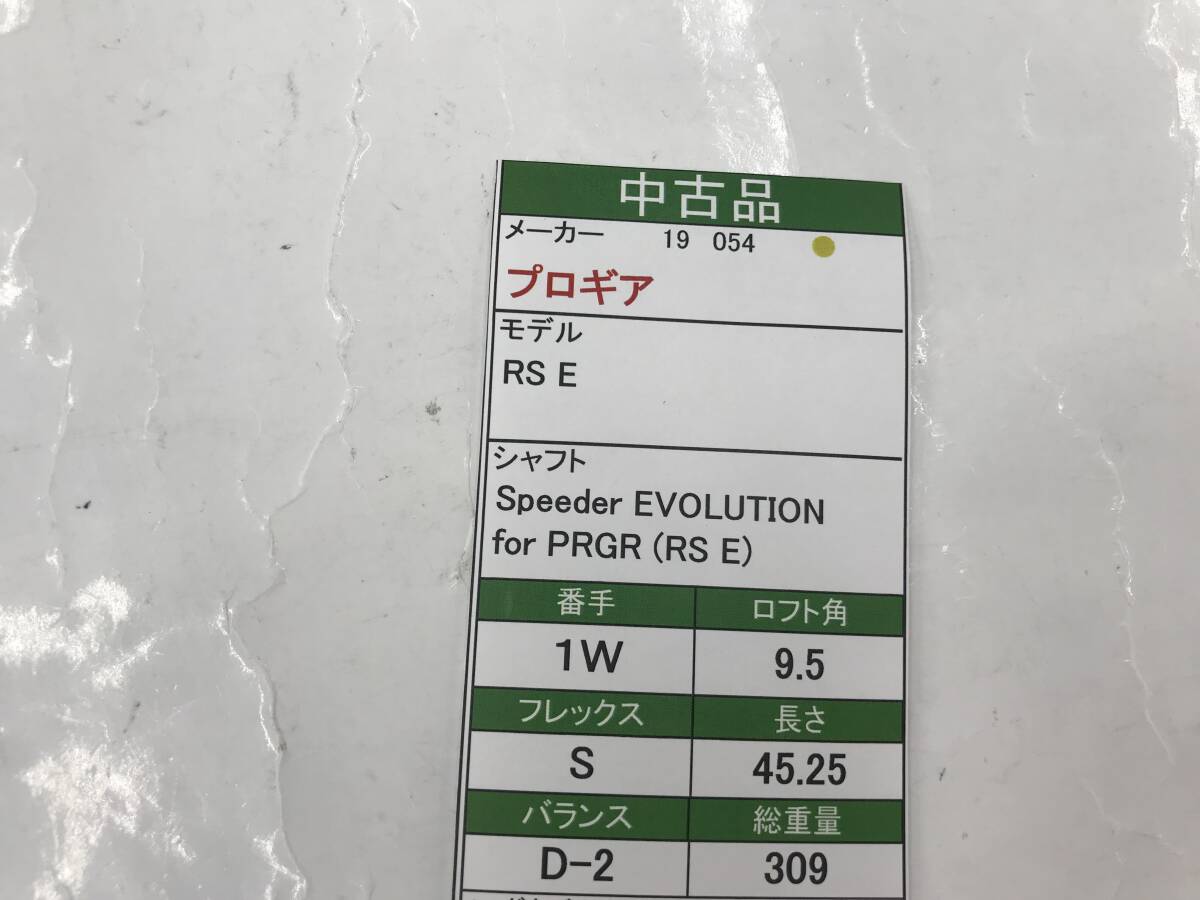 中古品
メーカー 19 054
プロギア
モデル
RS E
シャフト
Speeder EVOLUTION
for PRGR (RS E)
番手 ロフト角
1W 9.5
フレックス 長さ
S 45.25
バランス 総重量
D-2 309